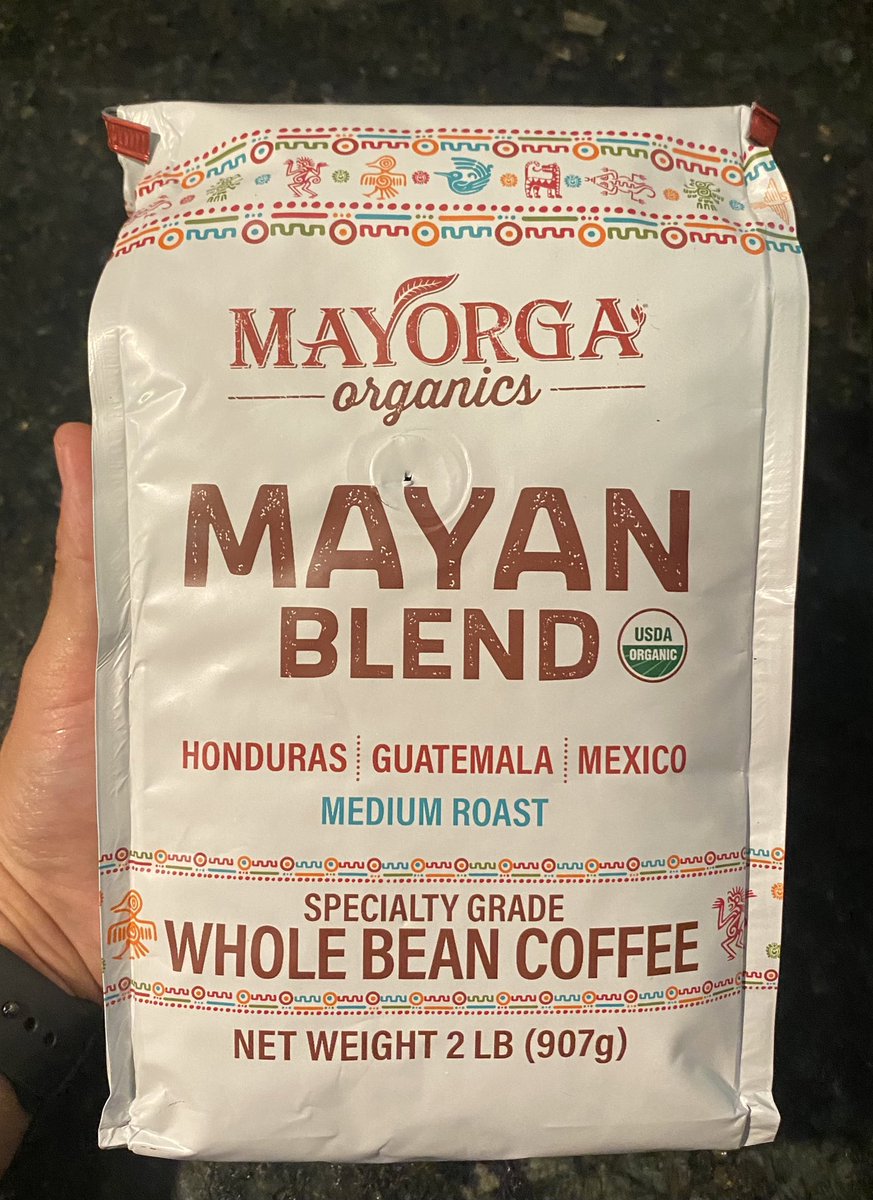 MAYORGA
organics
MAYAN
BLEND
USDA
ORGANIC
HONDURAS GUATEMALA MEXICO
MEDIUM ROAST
SPECIALTY GRADE
WHOLE BEAN COFFEE
NET WEIGHT 2 LB (907g)